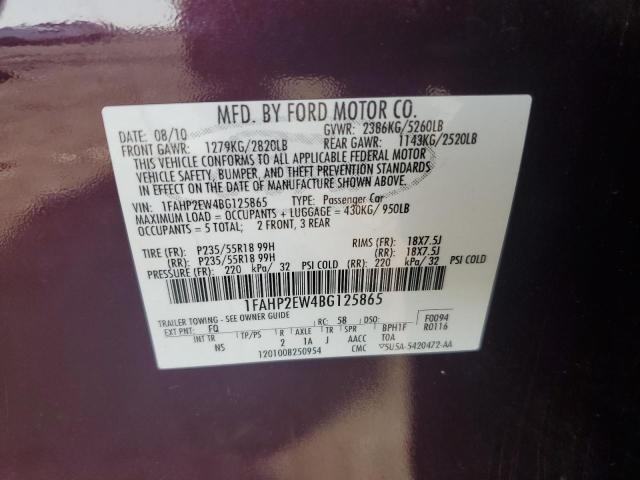 MFD. BY FORD MOTOR CO.
DATE: 08/10 GVWR: 2386KG/5260LB
FRONT GAWR: 1279KG/2820LB REAR GAWR: 1143KG/2520LB
THIS VEHICLE CONFORMS TO ALL APPLICABLE FEDERAL MOTOR
VEHICLE SAFETY, BUMPER, AND THEFT PREVENTION STANDARDS
IN EFFECT ON THE DATE OF MANUFACTURE SHOWN ABOVE.
VIN: 1FAHP2EW4BG125865 TYPE: Passenger Car
MAXIMUM LOAD = OCCUPANTS + LUGGAGE = 430KG/ 950LB
OCCUPANTS = 5 TOTAL; 2 FRONT, 3 REAR
TIRE (FR): P235/55R18 99H RIMS (FR): 18X7.5J
(RR): P235/55R18 99H (RR): 18X7.5J
PRESSURE (FR): 220 kPa/ 32 PSI COLD (RR): 220 kPa/ 32 PSI COLD
1FAHP2EW4BG125865
TRAILER TOWING - SEE OWNER GUIDE F0094
EXT PNT: FQ RC: 58 DSO: R0116
TP/PS R AXLE TR SPR BPH1F
NS 2 1A J AACC TOA
1201008250954 CMC 5U5A-5420472-AA